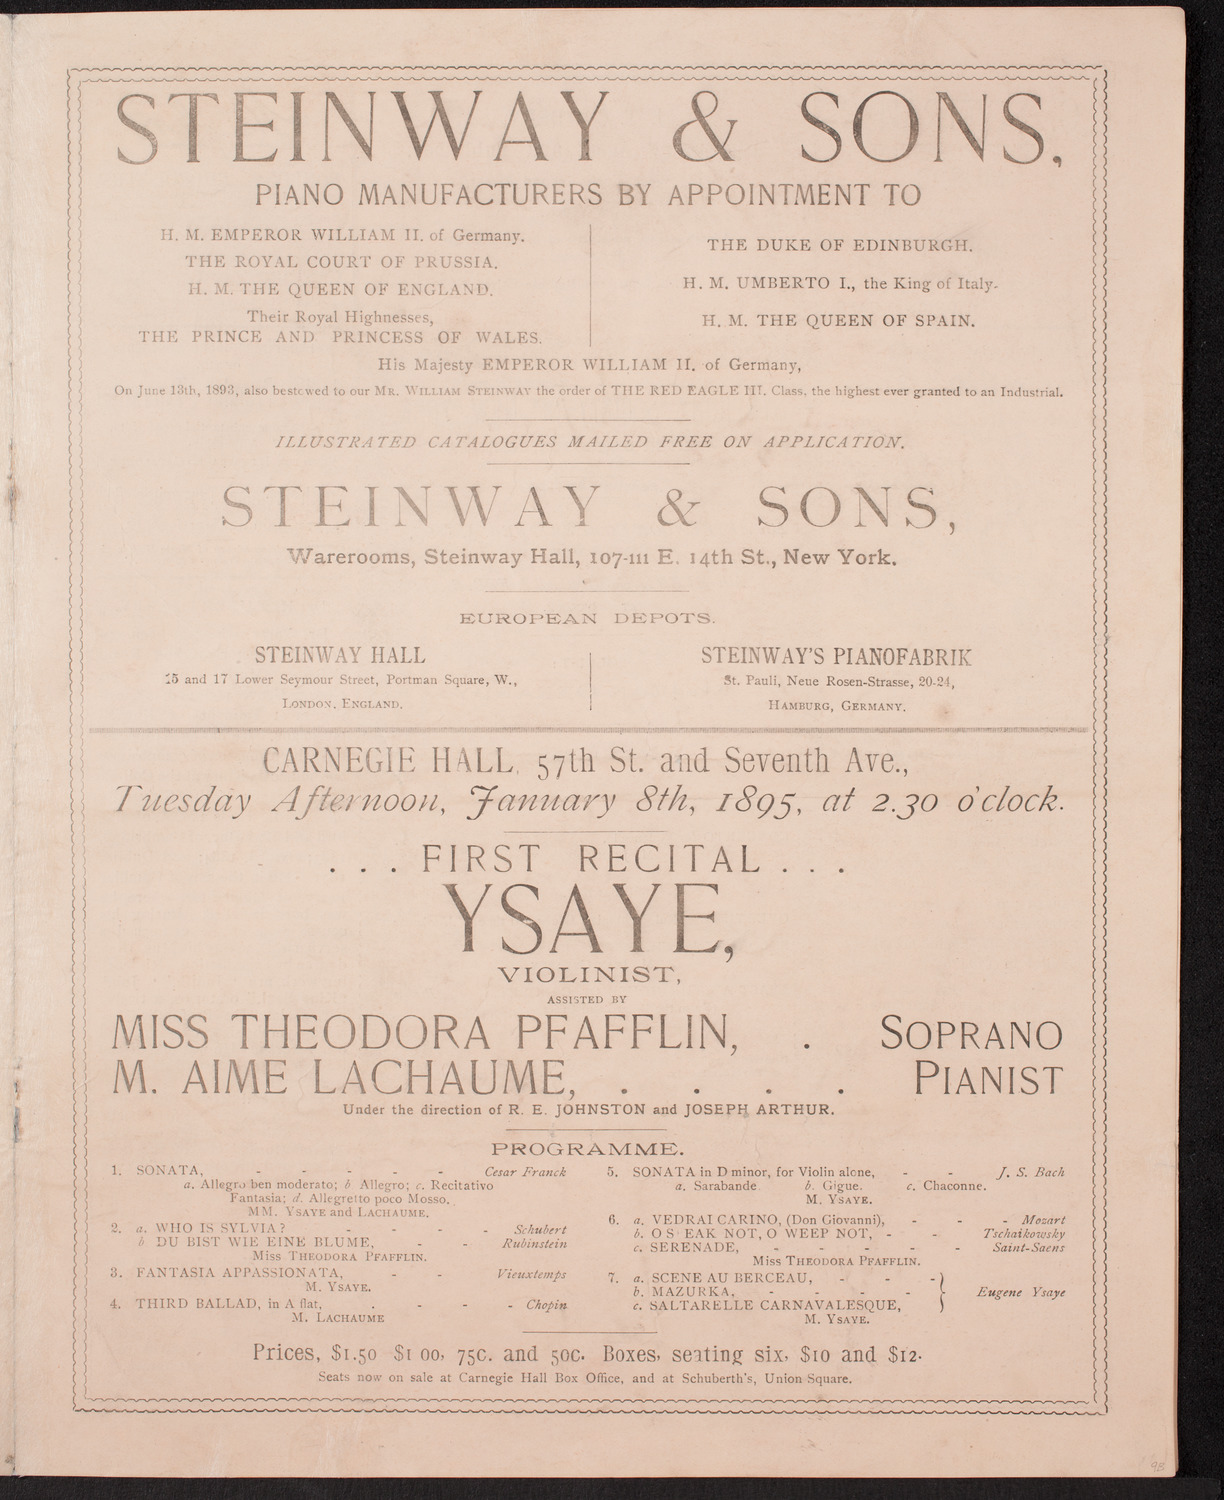 STEINWAY & SONS,
PIANO MANUFACTURERS BY APPOINTMENT TO
H. M. EMPEROR WILLIAM II. of Germany.
THE ROYAL COURT OF PRUSSIA.
H. M. THE QUEEN OF ENGLAND.
Their Royal Highnesses,
THE PRINCE AND PRINCESS OF WALES.
THE DUKE OF EDINBURGH.
H. M. UMBERTO I., the King of Italy.
H. M. THE QUEEN OF SPAIN.
His Majesty EMPEROR WILLIAM II. of Germany,
On June 13th, 1893, also bestowed to our MR. WILLIAM STEINWAY the order of THE RED EAGLE III. Class, the highest ever granted to an Industrial.
ILLUSTRATED CATALOGUES MAILED FREE ON APPLICATION.
STEINWAY & SONS,
Warerooms, Steinway Hall, 107-111 E. 14th St., New York.
EUROPEAN DEPOTS.
STEINWAY HALL
15 and 17 Lower Seymour Street, Portman Square, W.,
LONDON, ENGLAND.
STEINWAY'S PIANOFABRIK
St. Pauli, Neue Rosen-Strasse, 20-24,
HAMBURG, GERMANY.
CARNEGIE HALL, 57th St. and Seventh Ave.,
Tuesday Afternoon, January 8th, 1895, at 2.30 o'clock.
. . . FIRST RECITAL . . .
YSAYE,
VIOLINIST,
ASSISTED BY
MISS THEODORA PFAFFLIN, . SOPRANO
M. AIME LACHAUME, . . . . PIANIST
Under the direction of R. E. JOHNSTON and JOSEPH ARTHUR.
PROGRAMME.
1. SONATA, - - - - - Cesar Franck
a. Allegro ben moderato; b. Allegro; c. Recitativo
Fantasia; d. Allegretto poco Mosso.
MM. YSAYE and LACHAUME.
2. a. WHO IS SYLVIA? - - - - Schubert
b DU BIST WIE EINE BLUME, - - Rubinstein
Miss THEODORA PFAFFLIN.
3. FANTASIA APPASSIONATA, - - Vieuxtemps
M. YSAYE.
4. THIRD BALLAD, in A flat, . - - - Chopin
M. LACHAUME
5. SONATA in D minor, for Violin alone, - - J. S. Bach
a. Sarabande. b. Gigue. c. Chaconne.
M. YSAYE.
6. a. VEDRAI CARINO, (Don Giovanni), - - - Mozart
b. O S EAK NOT, O WEEP NOT, - - Tschaikowsky
c. SERENADE, - - - - - Saint-Saens
Miss THEODORA PFAFFLIN.
7. a. SCENE AU BERCEAU, - - -
b. MAZURKA, - - - - Eugene Ysaye
c. SALTARELLE CARNAVALESQUE,
M. YSAYE.
Prices, $1.50 $1 00, 75c. and 50c. Boxes, seating six, $10 and $12.
Seats now on sale at Carnegie Hall Box Office, and at Schuberth's, Union Square.